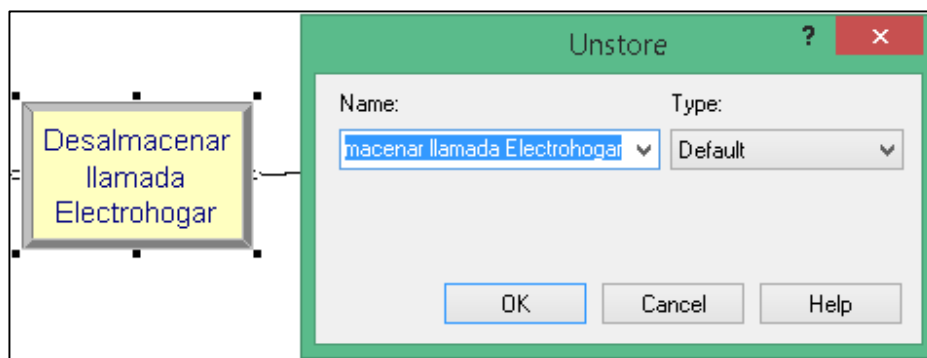 Desalmacenar
llamada
Electrohogar
Unstore
?
×
Name:
Type:
macenar llamada Electrohogar
Default
OK
Cancel
Help